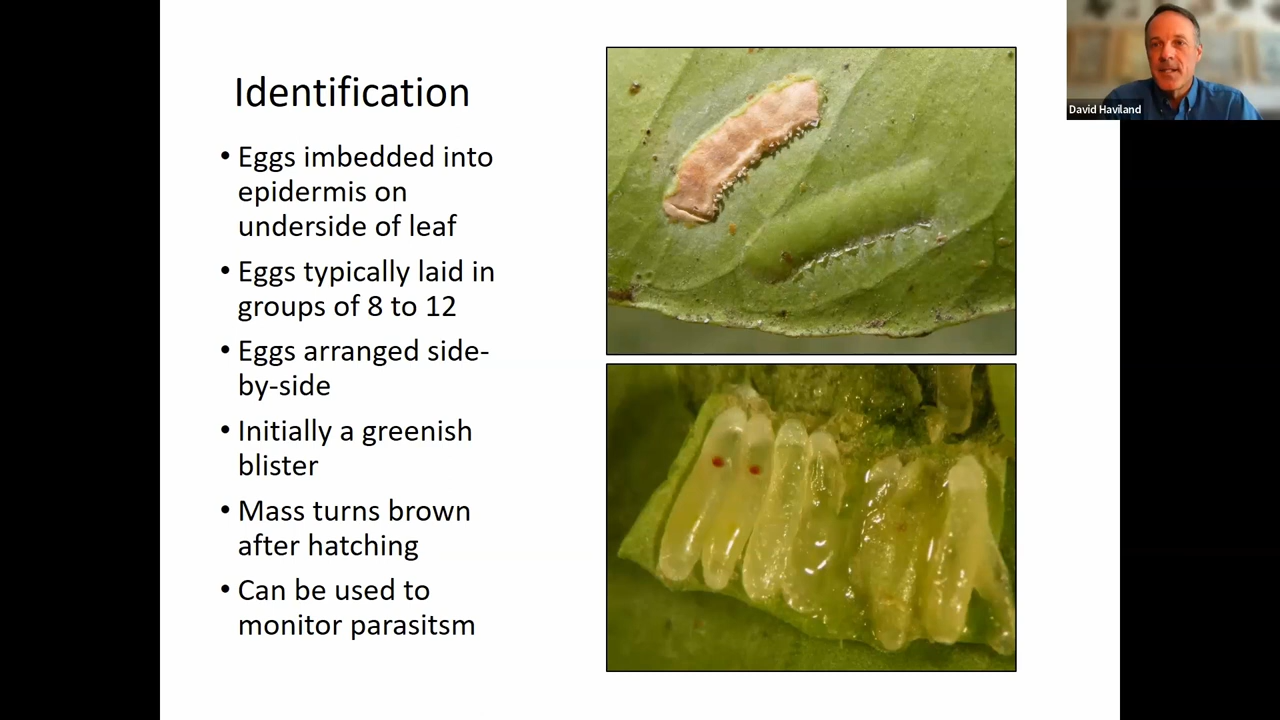 Identification
• Eggs imbedded into
epidermis on
underside of leaf
• Eggs typically laid in
groups of 8 to 12
• Eggs arranged side-
by-side
• Initially a greenish
blister
• Mass turns brown
after hatching
• Can be used to
monitor parasitsm
David Haviland